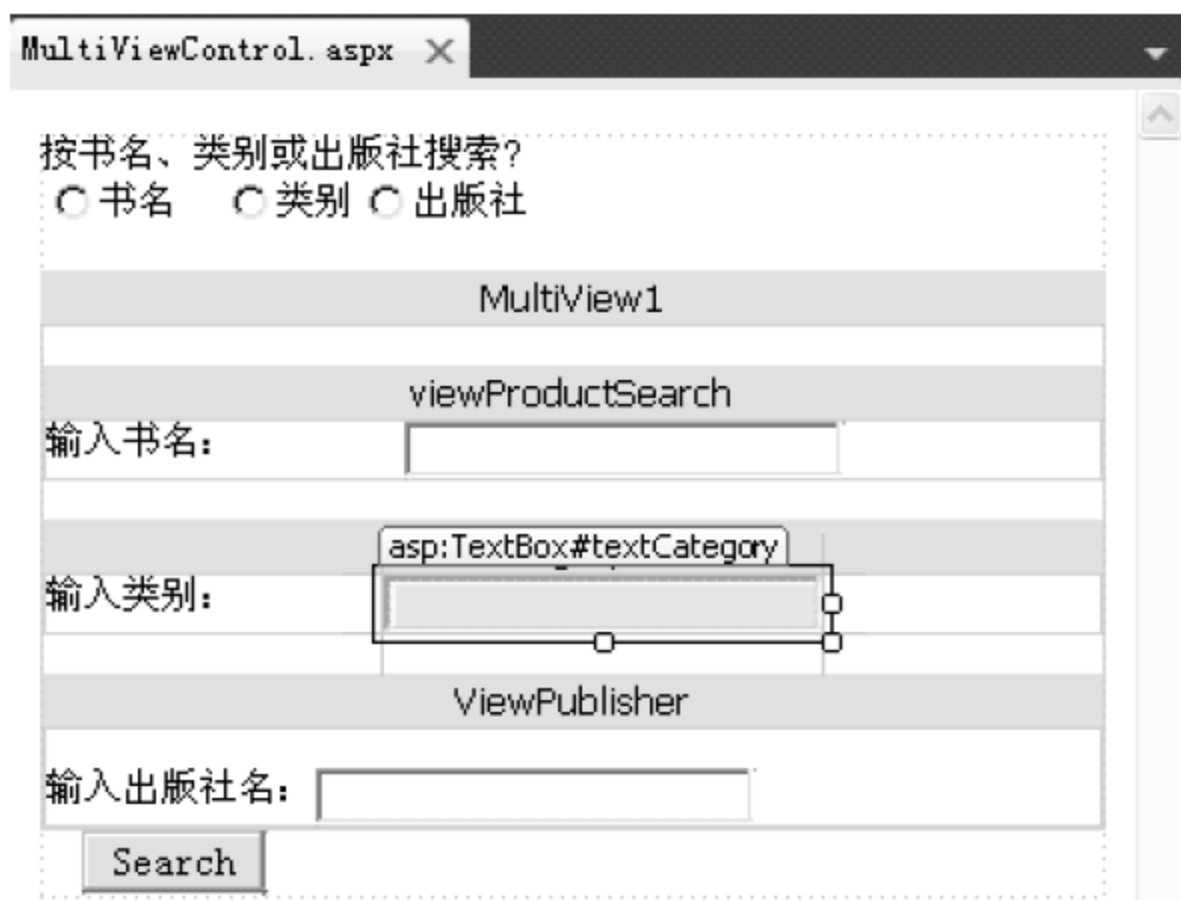 MultiViewControl.aspx
按书名、类别或出版社搜索?
书名 类别 出版社
MultiView1
viewProductSearch
输入书名:
asp:TextBox#textCategory
输入类别:
ViewPublisher
输入出版社名:
Search